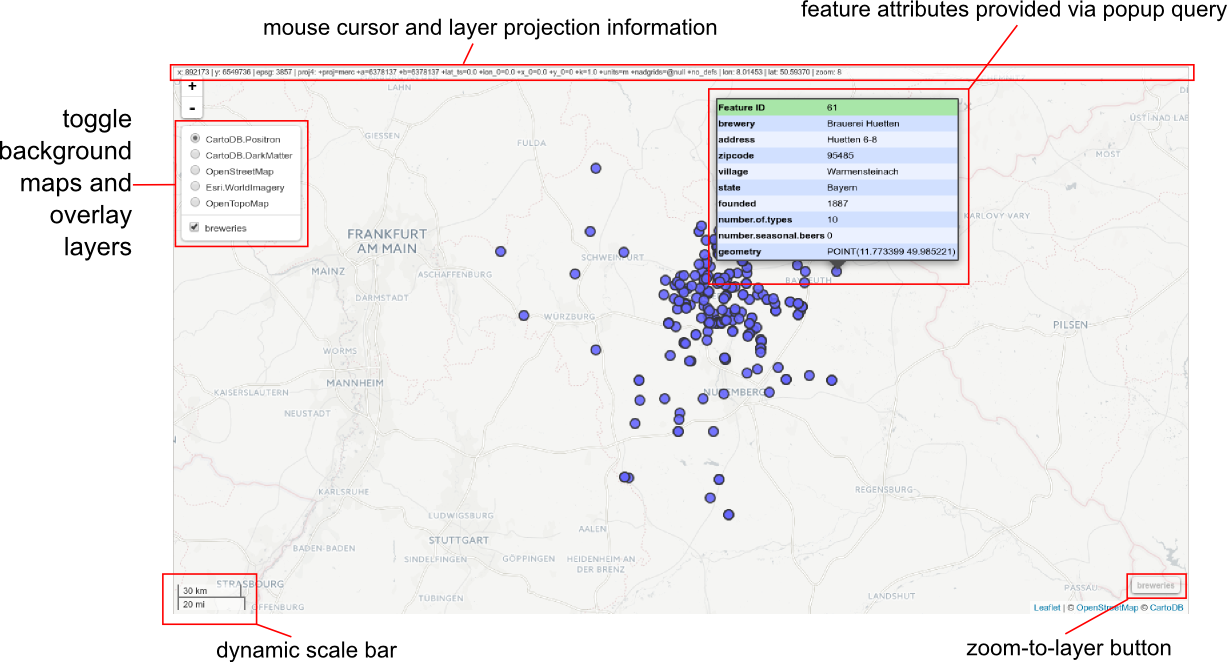 feature attributes provided via popup query
mouse cursor and layer projection information
x: 892173 | y: 6549736 | epsg: 3857 | proj4: +proj=merc +a=6378137 +b=6378137 +lat_ts=0.0 +lon_0=0.0 +x_0=0.0 +y_0=0 +k=1.0 +units=m +nadgrids=@null +no_defs | lon: 8.01453 | lat: 50.59370 | zoom: 8
+
-
toggle
background
maps and
overlay
layers
CartoDB.Positron
CartoDB.DarkMatter
OpenStreetMap
Esri.WorldImagery
OpenTopoMap
breweries
Feature ID 61
brewery Brauerei Huetten
address Huetten 6-8
zipcode 95485
village Warmensteinach
state Bayern
founded 1887
number.of.types 10
number.seasonal.beers 0
geometry POINT(11.773399 49.985221)
LAHN
GIESSEN
FULDA
ÚSTÍ NAD LAB
MOST
KARLOVY VARY
FRANKFURT
AM MAIN
MAINZ
ASCHAFFENBURG
SCHWEINFURT
BAYREUTH
DARMSTADT
WÜRZBURG
PILSEN
WORMS
MANNHEIM
KAISERSLAUTERN
NEUSTADT
NUREMBERG
KARLSRUHE
REGENSBURG
LUDWIGSBURG
STUTTGART
AALEN
BADEN-BADEN
SINDELFINGEN
GÖPPINGEN
HEIDENHEIM AN
DER BRENZ
STRASBOURG
OFFENBURG
TÜBINGEN
LANDSHUT
PASSAU
30 km
20 mi
breweries
Leaflet | © OpenStreetMap © CartoDB
dynamic scale bar
zoom-to-layer button